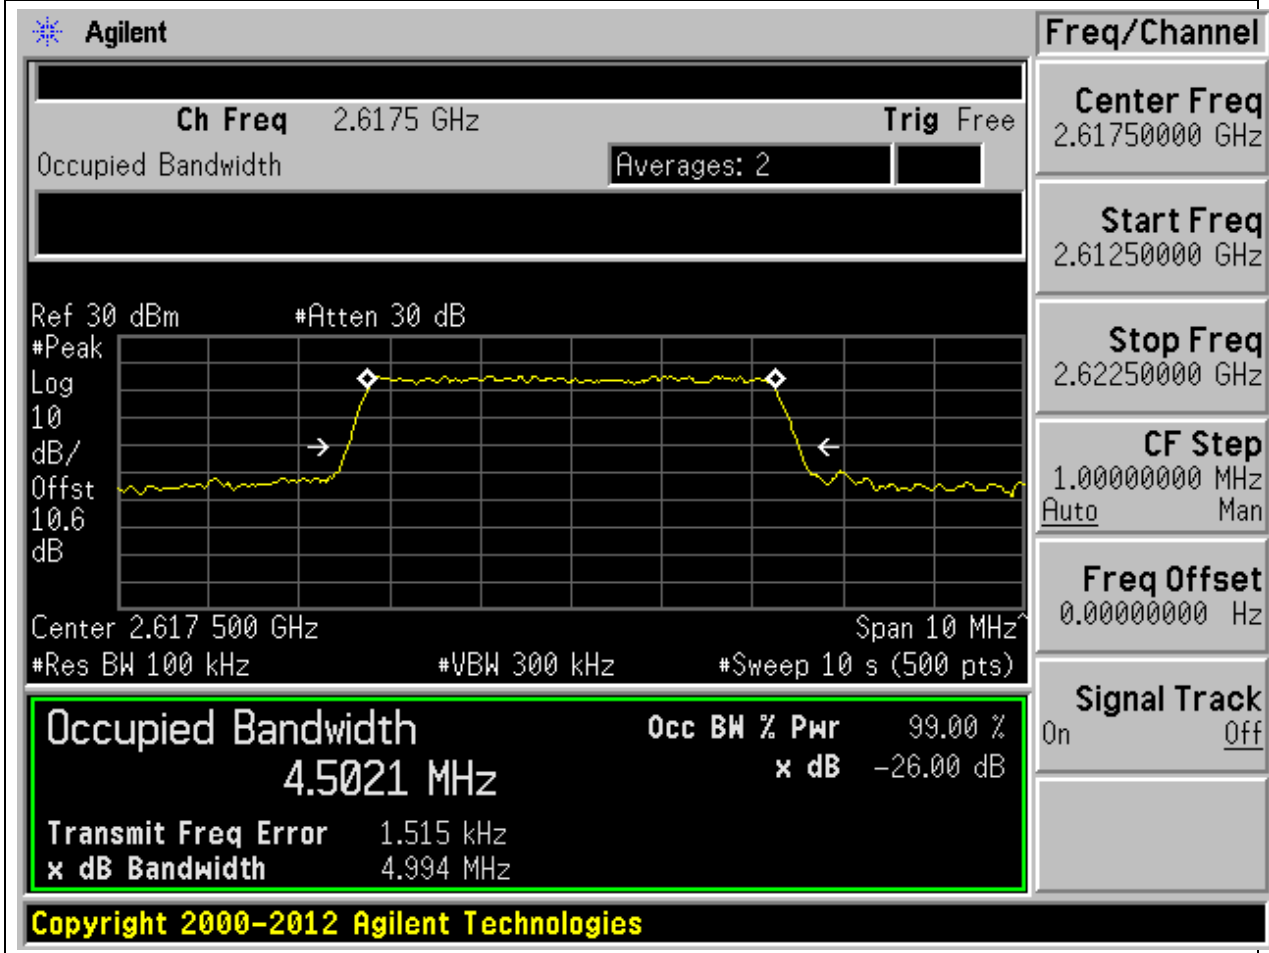 Agilent
Freq/Channel
Ch Freq 2.6175 GHz Trig Free
Occupied Bandwidth Averages: 2
Center Freq
2.61750000 GHz
Start Freq
2.61250000 GHz
Stop Freq
2.62250000 GHz
CF Step
1.00000000 MHz
Auto Man
Freq Offset
0.00000000 Hz
Signal Track
On Off
Ref 30 dBm #Atten 30 dB
#Peak
Log
10
dB/
Offst
10.6
dB
Center 2.617 500 GHz Span 10 MHz^
#Res BW 100 kHz #VBW 300 kHz #Sweep 10 s (500 pts)
Occupied Bandwidth
4.5021 MHz
Occ BW % Pwr 99.00 %
x dB -26.00 dB
Transmit Freq Error 1.515 kHz
x dB Bandwidth 4.994 MHz
Copyright 2000-2012 Agilent Technologies